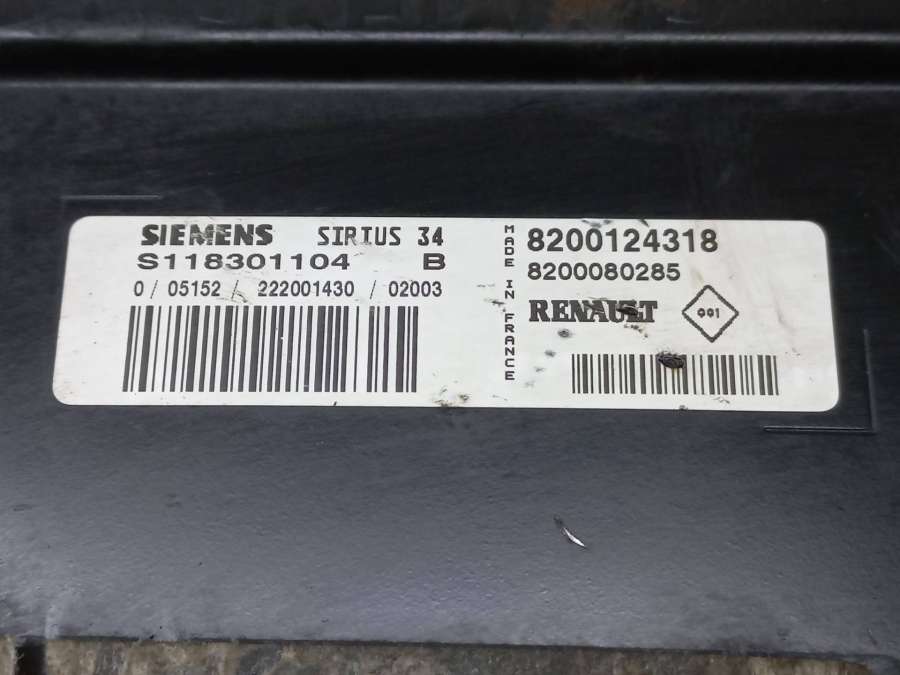 SIEMENS SIRIUS 34
S118301104 B
0/ 05152 / 222001430 / 02003
MADE IN FRANCE
8200124318
8200080285
RENAULT 001